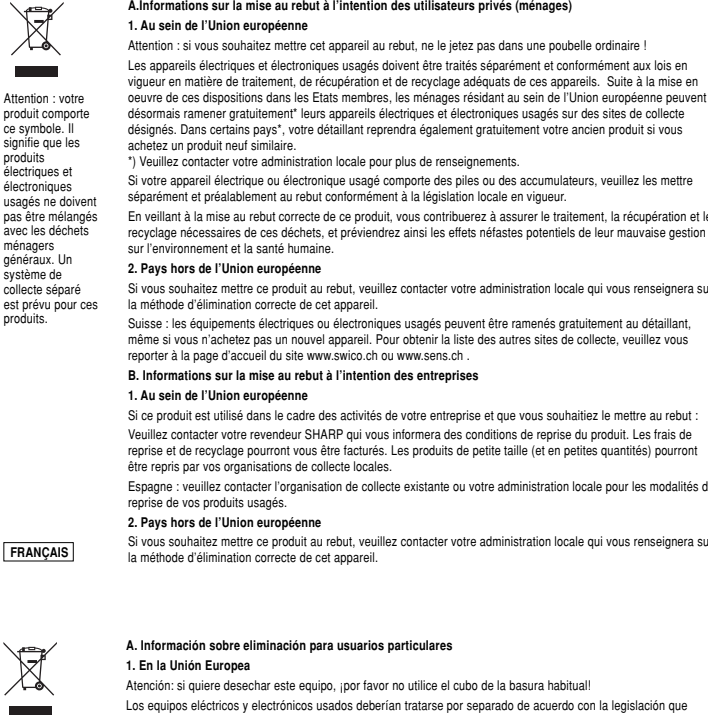 Attention : votre
produit comporte
ce symbole. Il
signifie que les
produits
électriques et
électroniques
usagés ne doivent
pas être mélangés
avec les déchets
ménagers
généraux. Un
système de
collecte séparé
est prévu pour ces
produits.
A.Informations sur la mise au rebut à l'intention des utilisateurs privés (ménages)
1. Au sein de l'Union européenne
Attention : si vous souhaitez mettre cet appareil au rebut, ne le jetez pas dans une poubelle ordinaire !
Les appareils électriques et électroniques usagés doivent être traités séparément et conformément aux lois en
vigueur en matière de traitement, de récupération et de recyclage adéquats de ces appareils. Suite à la mise en
oeuvre de ces dispositions dans les Etats membres, les ménages résidant au sein de l'Union européenne peuvent
désormais ramener gratuitement* leurs appareils électriques et électroniques usagés sur des sites de collecte
désignés. Dans certains pays*, votre détaillant reprendra également gratuitement votre ancien produit si vous
achetez un produit neuf similaire.
*) Veuillez contacter votre administration locale pour plus de renseignements.
Si votre appareil électrique ou électronique usagé comporte des piles ou des accumulateurs, veuillez les mettre
séparément et préalablement au rebut conformément à la législation locale en vigueur.
En veillant à la mise au rebut correcte de ce produit, vous contribuerez à assurer le traitement, la récupération et le
recyclage nécessaires de ces déchets, et préviendrez ainsi les effets néfastes potentiels de leur mauvaise gestion
sur l'environnement et la santé humaine.
2. Pays hors de l'Union européenne
Si vous souhaitez mettre ce produit au rebut, veuillez contacter votre administration locale qui vous renseignera su
la méthode d'élimination correcte de cet appareil.
Suisse : les équipements électriques ou électroniques usagés peuvent être ramenés gratuitement au détaillant,
même si vous n'achetez pas un nouvel appareil. Pour obtenir la liste des autres sites de collecte, veuillez vous
reporter à la page d'accueil du site www.swico.ch ou www.sens.ch .
B. Informations sur la mise au rebut à l'intention des entreprises
1. Au sein de l'Union européenne
Si ce produit est utilisé dans le cadre des activités de votre entreprise et que vous souhaitiez le mettre au rebut :
Veuillez contacter votre revendeur SHARP qui vous informera des conditions de reprise du produit. Les frais de
reprise et de recyclage pourront vous être facturés. Les produits de petite taille (et en petites quantités) pourront
être repris par vos organisations de collecte locales.
Espagne : veuillez contacter l'organisation de collecte existante ou votre administration locale pour les modalités d
reprise de vos produits usagés.
2. Pays hors de l'Union européenne
Si vous souhaitez mettre ce produit au rebut, veuillez contacter votre administration locale qui vous renseignera su
la méthode d'élimination correcte de cet appareil.
FRANÇAIS
A. Información sobre eliminación para usuarios particulares
1. En la Unión Europea
Atención: si quiere desechar este equipo, ¡por favor no utilice el cubo de la basura habitual!
Los equipos eléctricos y electrónicos usados deberían tratarse por separado de acuerdo con la legislación que